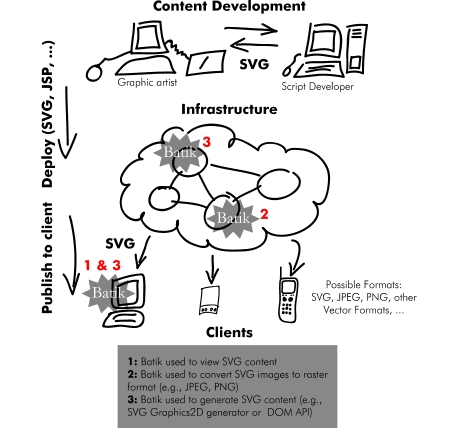 Content Development
SVG
Graphic artist
Script Developer
Deploy (SVG, JSP, ...)
Infrastructure
Batik 3
Batik 2
Publish to client
SVG
1 & 3
Batik
Possible Formats:
SVG, JPEG, PNG, other
Vector Formats, ...
Clients
1: Batik used to view SVG content
2: Batik used to convert SVG images to raster
format (e.g., JPEG, PNG)
3: Batik used to generate SVG content (e.g.,
SVG Graphics2D generator or DOM API)